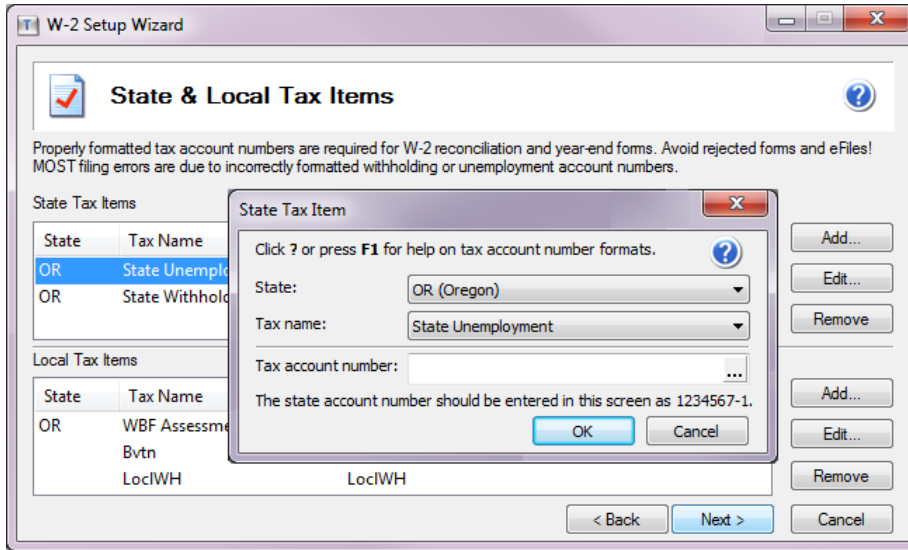 W-2 Setup Wizard
State & Local Tax Items
Properly formatted tax account numbers are required for W-2 reconciliation and year-end forms. Avoid rejected forms and eFiles!
MOST filing errors are due to incorrectly formatted withholding or unemployment account numbers.
State Tax Items
State Tax Name
OR State Unemplo
OR State Withhold
Add...
Edit...
Remove
State Tax Item
Click ? or press F1 for help on tax account number formats.
State: OR (Oregon)
Tax name: State Unemployment
Tax account number: ...
The state account number should be entered in this screen as 1234567-1.
OK Cancel
Local Tax Items
State Tax Name
OR WBF Assessme
Bvtn
LoclWH LoclWH
Add...
Edit...
Remove
< Back Next > Cancel